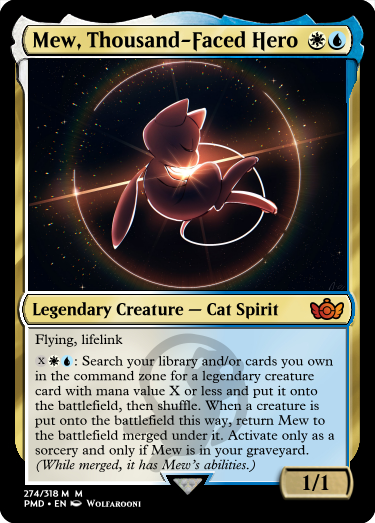 Mew, Thousand-Faced Hero
Legendary Creature — Cat Spirit
Flying, lifelink
X: Search your library and/or cards you own
in the command zone for a legendary creature
card with mana value X or less and put it onto
the battlefield, then shuffle. When a creature is
put onto the battlefield this way, return Mew to
the battlefield merged under it. Activate only as
a sorcery and only if Mew is in your graveyard.
(While merged, it has Mew's abilities.)
1/1
274/318 M M
PMD • EN Wolfarooni